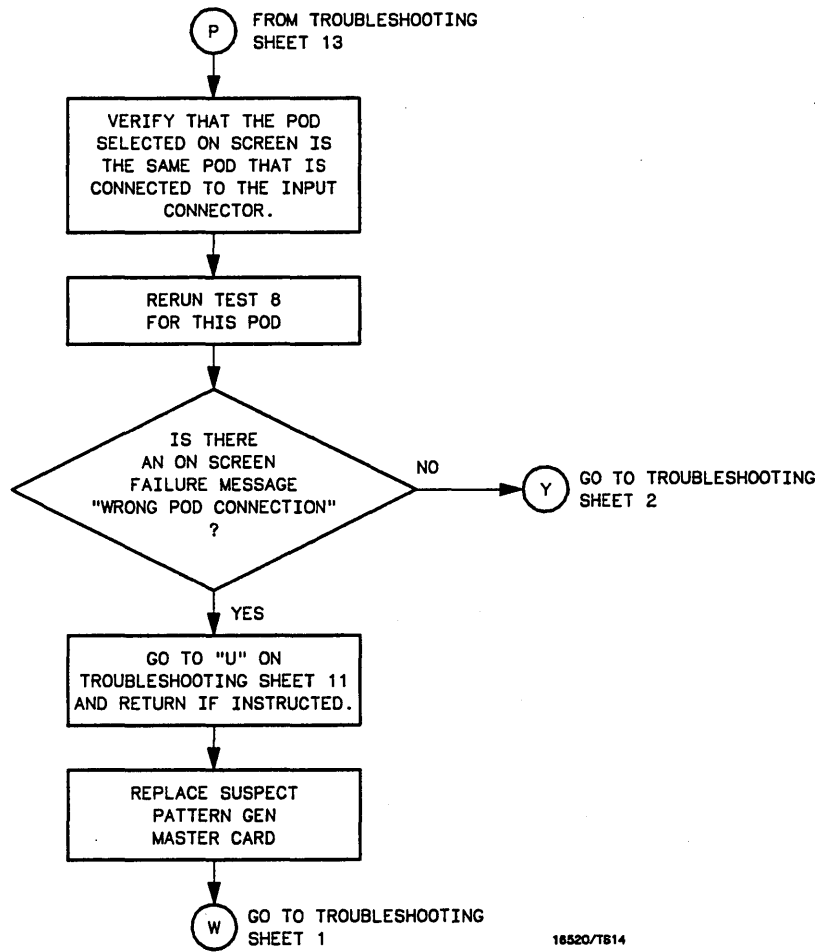 P
FROM TROUBLESHOOTING
SHEET 13
VERIFY THAT THE POD
SELECTED ON SCREEN IS
THE SAME POD THAT IS
CONNECTED TO THE INPUT
CONNECTOR.
RERUN TEST 8
FOR THIS POD
IS THERE
AN ON SCREEN
FAILURE MESSAGE
"WRONG POD CONNECTION"
?
NO
Y
GO TO TROUBLESHOOTING
SHEET 2
YES
GO TO "U" ON
TROUBLESHOOTING SHEET 11
AND RETURN IF INSTRUCTED.
REPLACE SUSPECT
PATTERN GEN
MASTER CARD
W
GO TO TROUBLESHOOTING
SHEET 1
16520/TS14